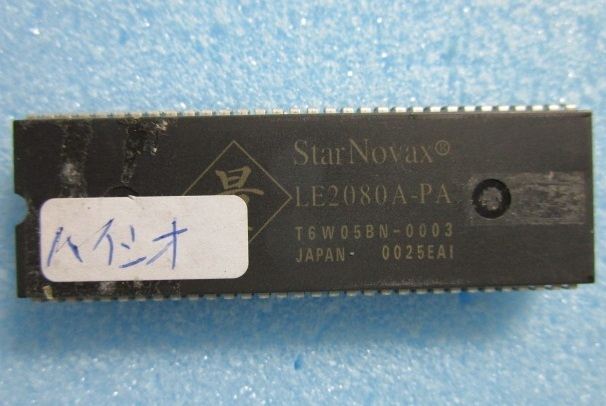 StarNovax®
LE2080A-PA
T6W05BN-0003
JAPAN- 0025EAI
ハイシオ